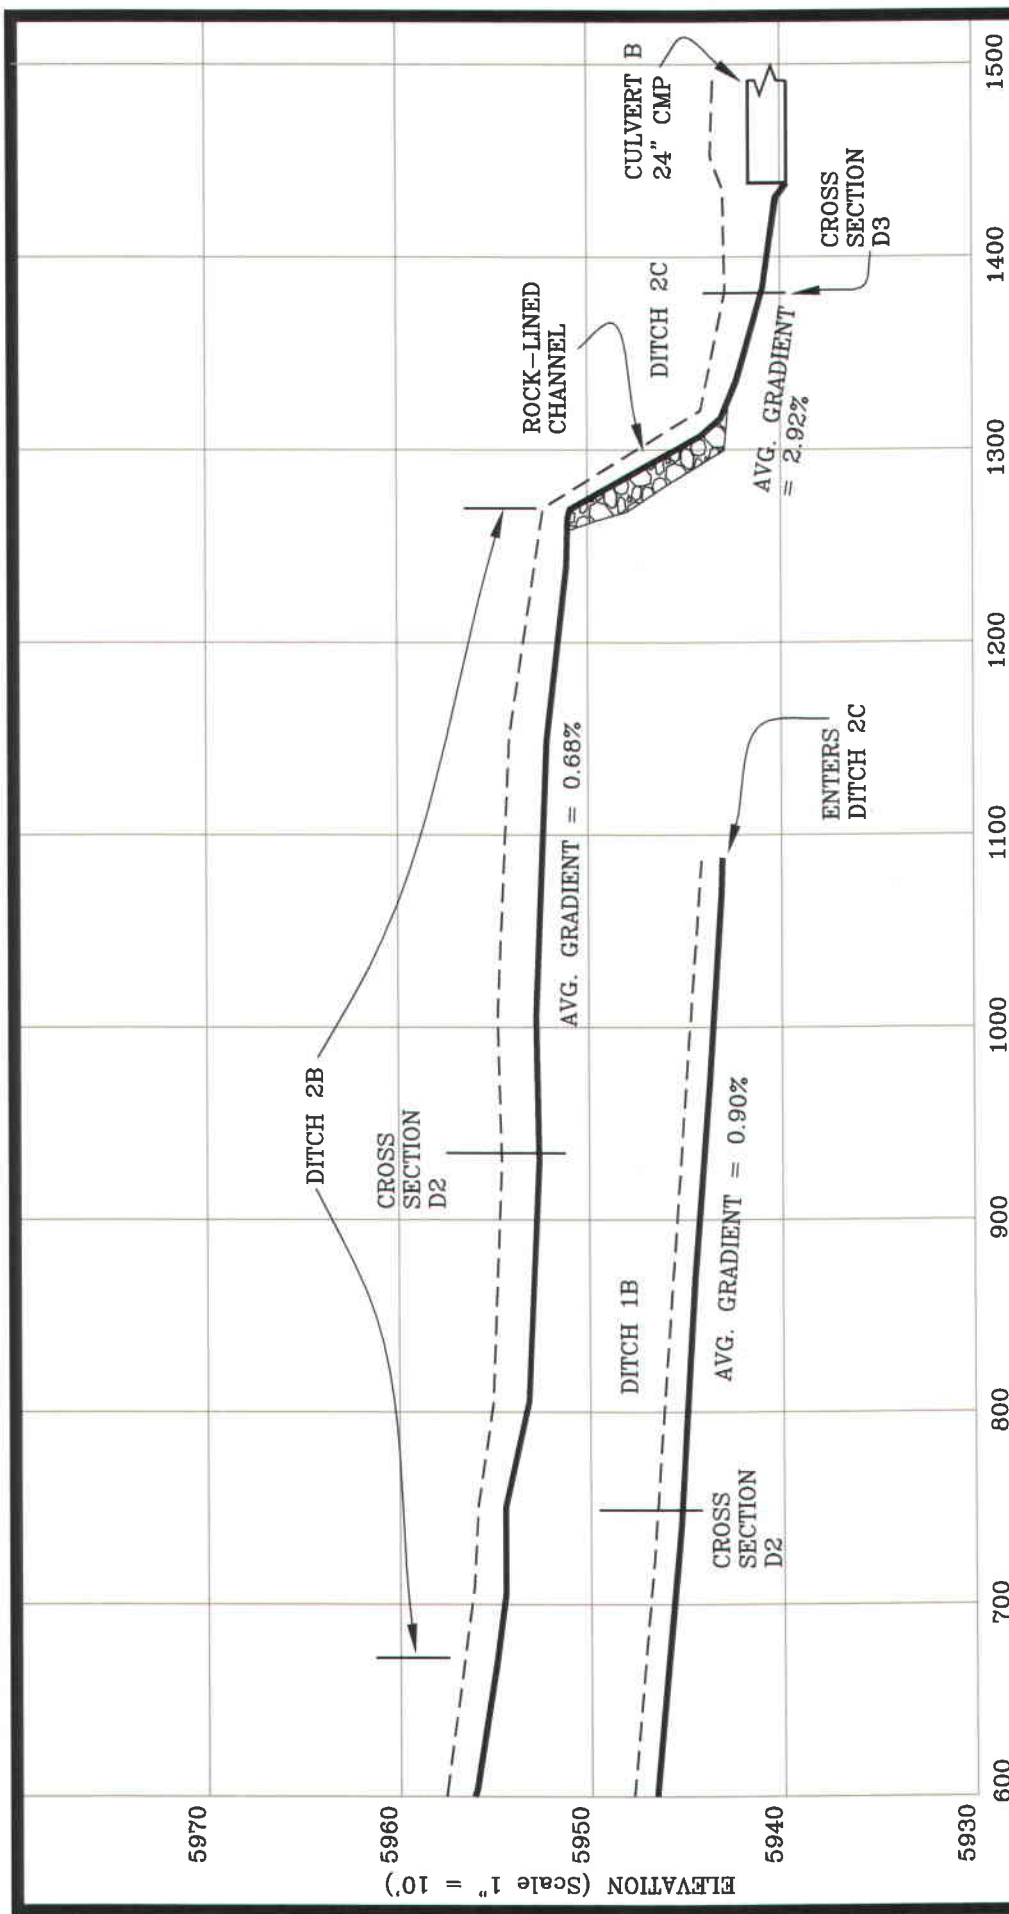 ELEVATION (Scale 1" = 10')
5970
5960
5950
5940
5930
600
700
800
900
1000
1100
1200
1300
1400
1500
DITCH 2B
CROSS
SECTION
D2
AVG. GRADIENT = 0.68%
ROCK-LINED
CHANNEL
DITCH 2C
CULVERT B
24" CMP
CROSS
SECTION
D3
AVG. GRADIENT
= 2.92%
DITCH 1B
CROSS
SECTION
D2
AVG. GRADIENT = 0.90%
ENTERS
DITCH 2C